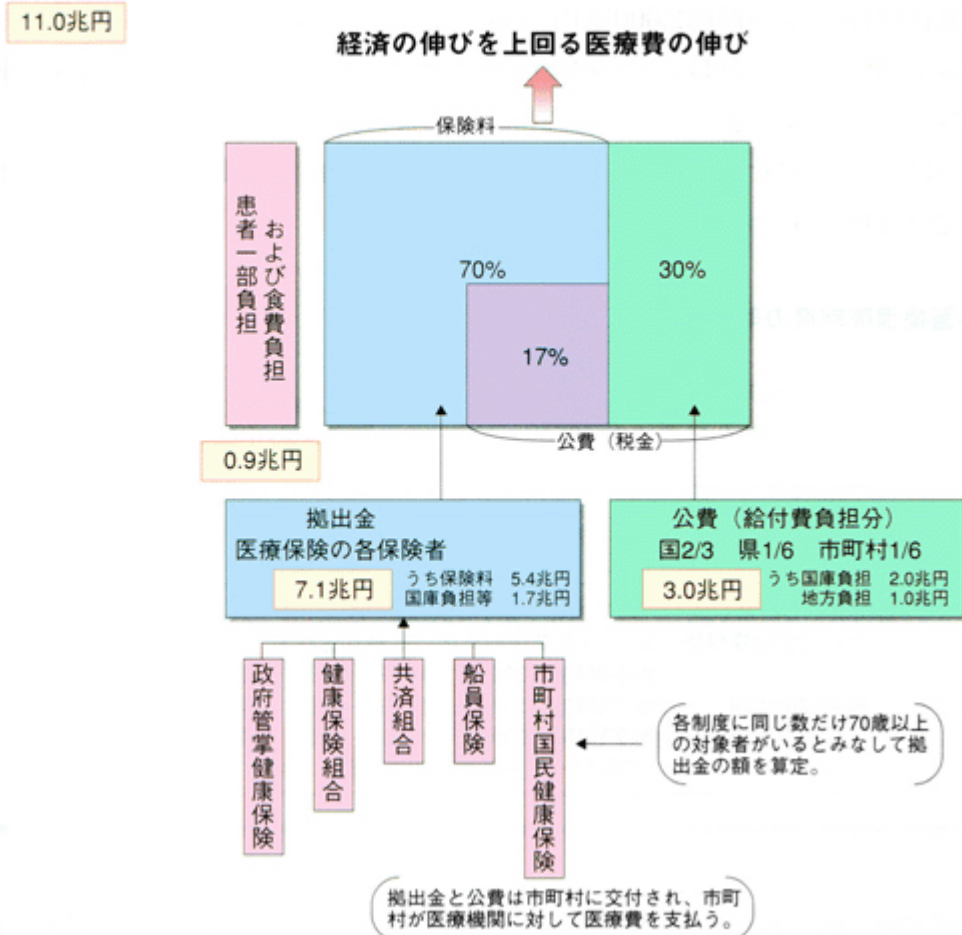 11.0兆円
経済の伸びを上回る医療費の伸び
保険料
患者一部負担
および食費負担
70%
30%
17%
公費（税金）
0.9兆円
拠出金
医療保険の各保険者
7.1兆円
うち保険料 5.4兆円
国庫負担等 1.7兆円
公費（給付費負担分）
国2/3 県1/6 市町村1/6
3.0兆円
うち国庫負担 2.0兆円
地方負担 1.0兆円
政府管掌健康保険
健康保険組合
共済組合
船員保険
市町村国民健康保険
各制度に同じ数だけ70歳以上
の対象者がいるとみなして拠
出金の額を算定。
拠出金と公費は市町村に交付され、市町
村が医療機関に対して医療費を支払う。